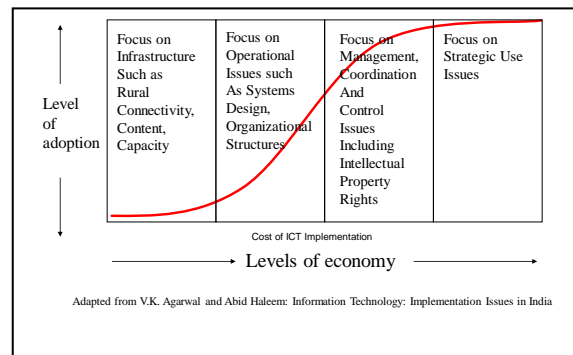 Level
of
adoption
Focus on
Infrastructure
Such as
Rural
Connectivity,
Content,
Capacity
Focus on
Operational
Issues such
As Systems
Design,
Organizational
Structures
Focus on
Management,
Coordination
And
Control
Issues
Including
Intellectual
Property
Rights
Focus on
Strategic Use
Issues
Cost of ICT Implementation
Levels of economy
Adapted from V.K. Agarwal and Abid Haleem: Information Technology: Implementation Issues in India